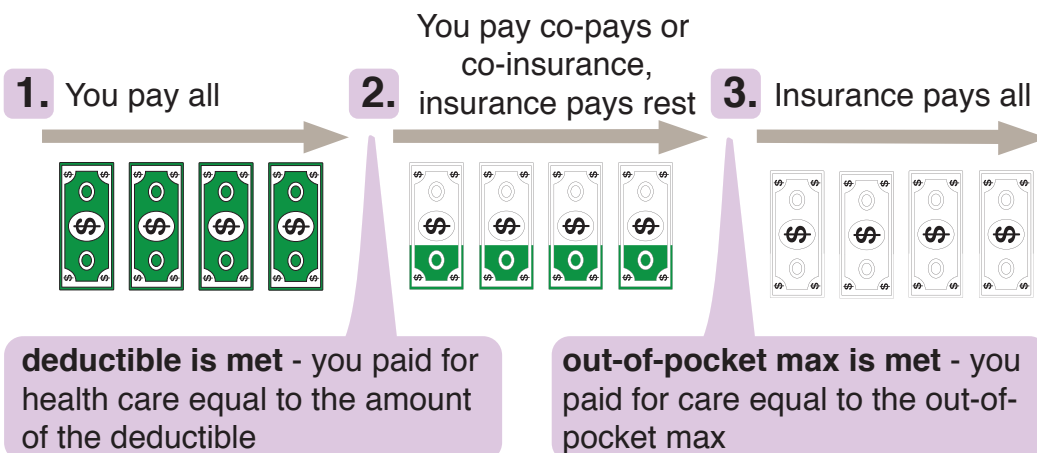 1. You pay all
2. You pay co-pays or
co-insurance,
insurance pays rest
3. Insurance pays all
deductible is met - you paid for
health care equal to the amount
of the deductible
out-of-pocket max is met - you
paid for care equal to the out-of-
pocket max